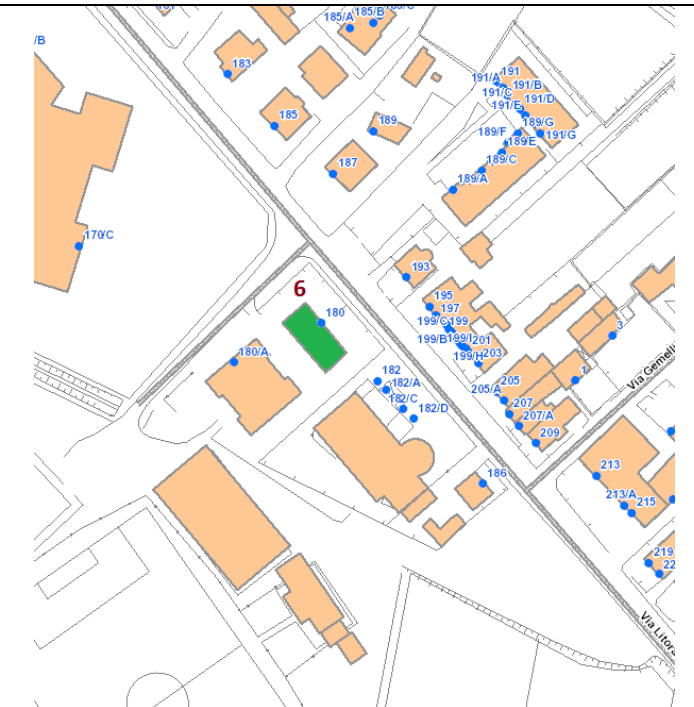 185/B
185/A
/B
183
191
191/A
191/B
191/C
191/D
191/E
185
189
189/G
189/F
191/G
189/E
187
189/C
189/A
170/C
193
6
195
180
197
199/C
199
3
199/B
201
199/H
203
180/A
182
205
1
205/A
182/A
Via Gemelli
182/C
207
182/D
207/A
209
213
186
213/A
215
219
Via Litora